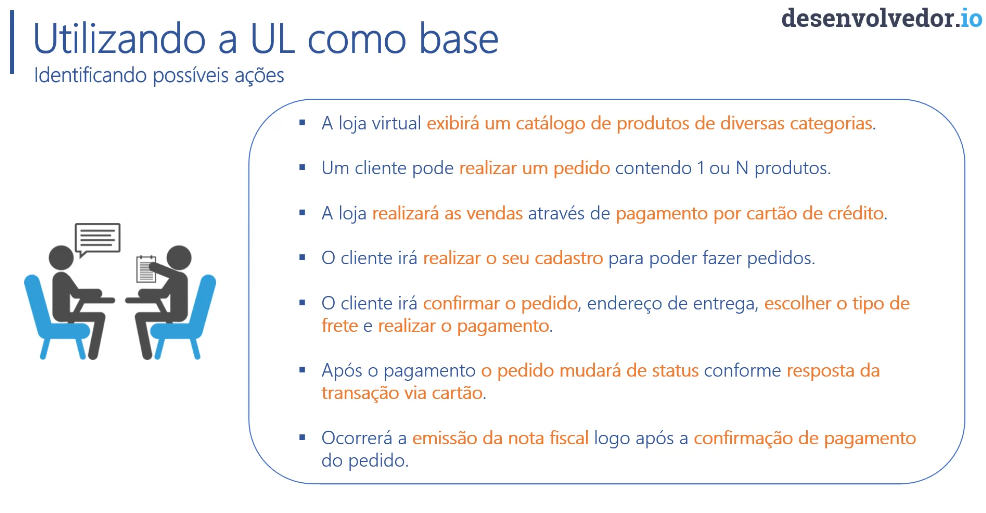 desenvolvedor.io
Utilizando a UL como base
Identificando possíveis ações
▪ A loja virtual exibirá um catálogo de produtos de diversas categorias.
▪ Um cliente pode realizar um pedido contendo 1 ou N produtos.
▪ A loja realizará as vendas através de pagamento por cartão de crédito.
▪ O cliente irá realizar o seu cadastro para poder fazer pedidos.
▪ O cliente irá confirmar o pedido, endereço de entrega, escolher o tipo de
frete e realizar o pagamento.
▪ Após o pagamento o pedido mudará de status conforme resposta da
transação via cartão.
▪ Ocorrerá a emissão da nota fiscal logo após a confirmação de pagamento
do pedido.